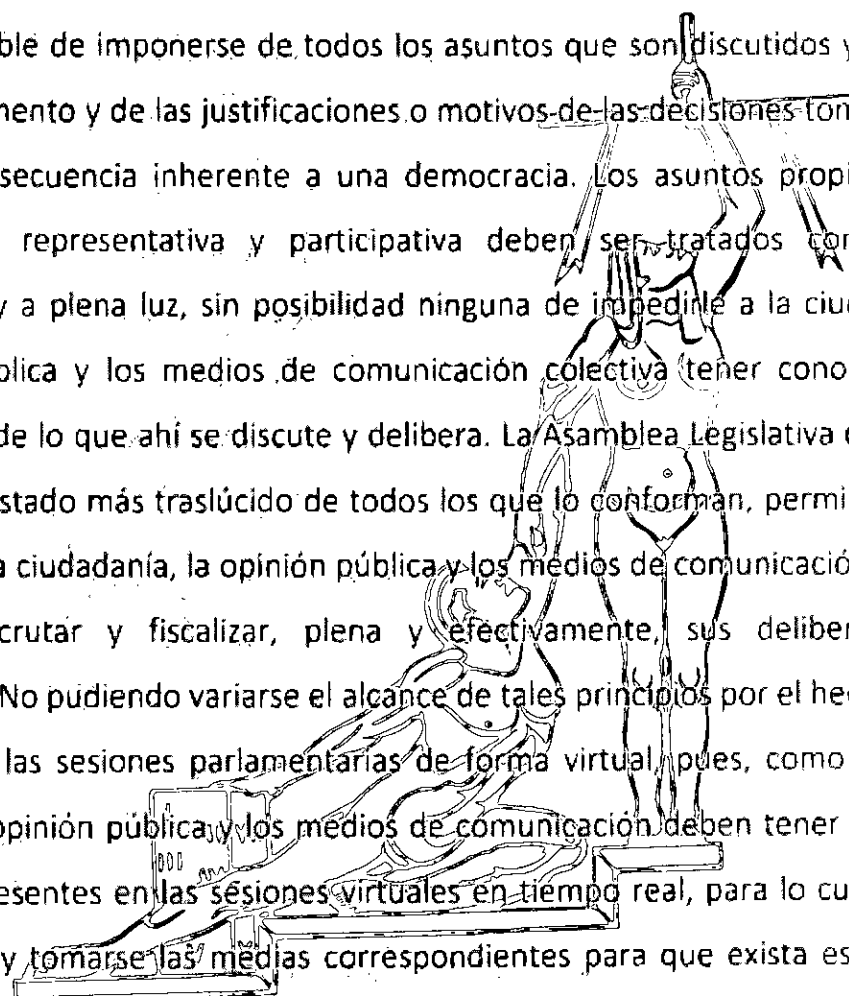 ble de imponerse de todos los asuntos que son discutidos y
mento y de las justificaciones o motivos de las decisiones tom
secuencia inherente a una democracia. Los asuntos propi
representativa y participativa deben ser tratados con
y a plena luz, sin posibilidad ninguna de impedirle a la ciu
blica y los medios de comunicación colectiva tener cono
de lo que ahí se discute y delibera. La Asamblea Legislativa e
stado más traslúcido de todos los que lo conforman, permi
a ciudadanía, la opinión pública y los medios de comunicació
crutar y fiscalizar, plena y efectivamente, sus deliber
No pudiendo variarse el alcance de tales principios por el hec
las sesiones parlamentarias de forma virtual, pues, como
opinión pública y los medios de comunicación deben tener
esentes en las sesiones virtuales en tiempo real, para lo cu
y tomarse las medias correspondientes para que exista es